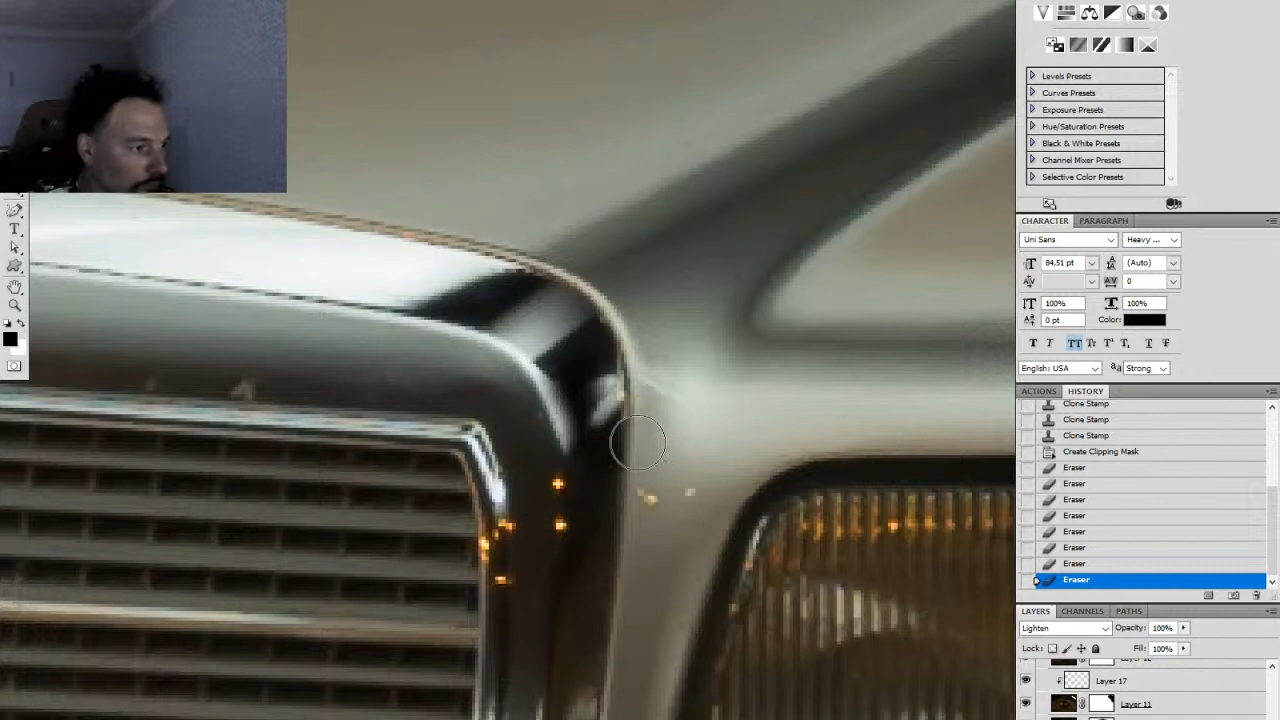 Levels Presets
Curves Presets
Exposure Presets
Hue/Saturation Presets
Black & White Presets
Channel Mixer Presets
Selective Color Presets
CHARACTER PARAGRAPH
Uni Sans Heavy ...
84,51 pt (Auto)
0
100% 100%
0 pt Color:
English: USA Strong
ACTIONS HISTORY
Clone Stamp
Clone Stamp
Clone Stamp
Create Clipping Mask
Eraser
Eraser
Eraser
Eraser
Eraser
Eraser
Eraser
Eraser
LAYERS CHANNELS PATHS
Lighten Opacity: 100%
Lock: Fill: 100%
Layer 17
Layer 11